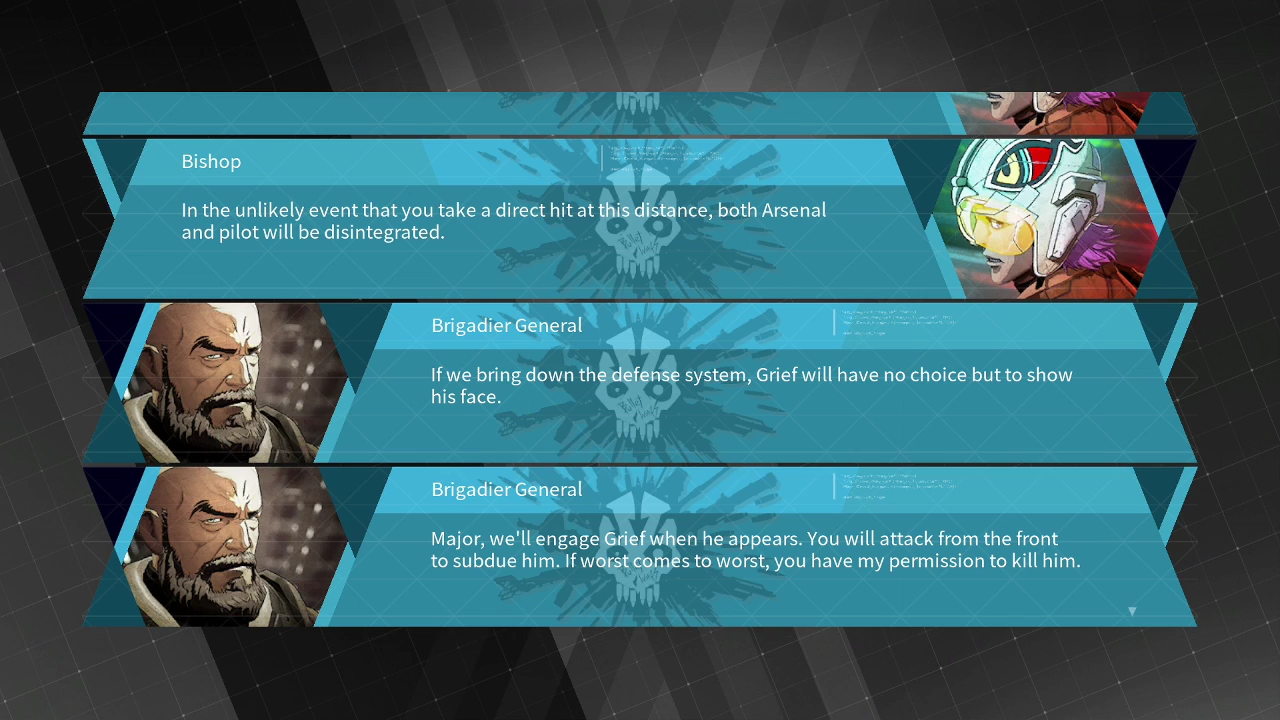 Bishop
In the unlikely event that you take a direct hit at this distance, both Arsenal
and pilot will be disintegrated.
Brigadier General
If we bring down the defense system, Grief will have no choice but to show
his face.
Brigadier General
Major, we'll engage Grief when he appears. You will attack from the front
to subdue him. If worst comes to worst, you have my permission to kill him.